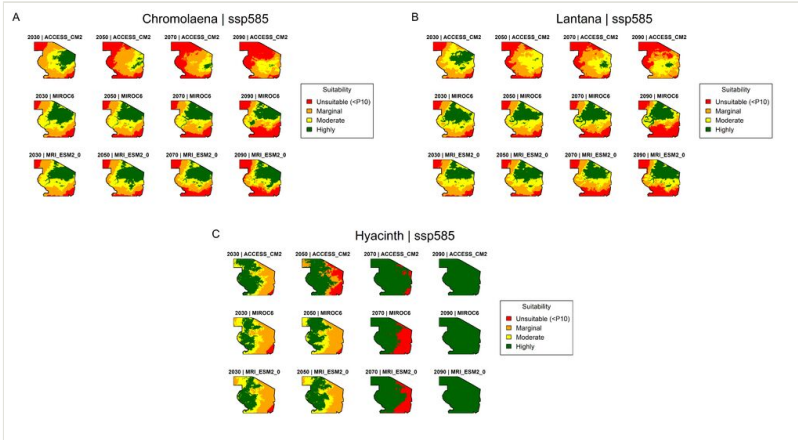 A
Chromolaena | ssp585
2030 | ACCESS_CM2
2050 | ACCESS_CM2
2070 | ACCESS_CM2
2090 | ACCESS_CM2
2030 | MIROC6
2050 | MIROC6
2070 | MIROC6
2090 | MIROC6
2030 | MRI_ESM2_0
2050 | MRI_ESM2_0
2070 | MRI_ESM2_0
2090 | MRI_ESM2_0
Suitability
Unsuitable (<P10)
Marginal
Moderate
Highly
B
Lantana | ssp585
2030 | ACCESS_CM2
2050 | ACCESS_CM2
2070 | ACCESS_CM2
2090 | ACCESS_CM2
2030 | MIROC6
2050 | MIROC6
2070 | MIROC6
2090 | MIROC6
2030 | MRI_ESM2_0
2050 | MRI_ESM2_0
2070 | MRI_ESM2_0
2090 | MRI_ESM2_0
Suitability
Unsuitable (<P10)
Marginal
Moderate
Highly
C
Hyacinth | ssp585
2030 | ACCESS_CM2
2050 | ACCESS_CM2
2070 | ACCESS_CM2
2090 | ACCESS_CM2
2030 | MIROC6
2050 | MIROC6
2070 | MIROC6
2090 | MIROC6
2030 | MRI_ESM2_0
2050 | MRI_ESM2_0
2070 | MRI_ESM2_0
2090 | MRI_ESM2_0
Suitability
Unsuitable (<P10)
Marginal
Moderate
Highly